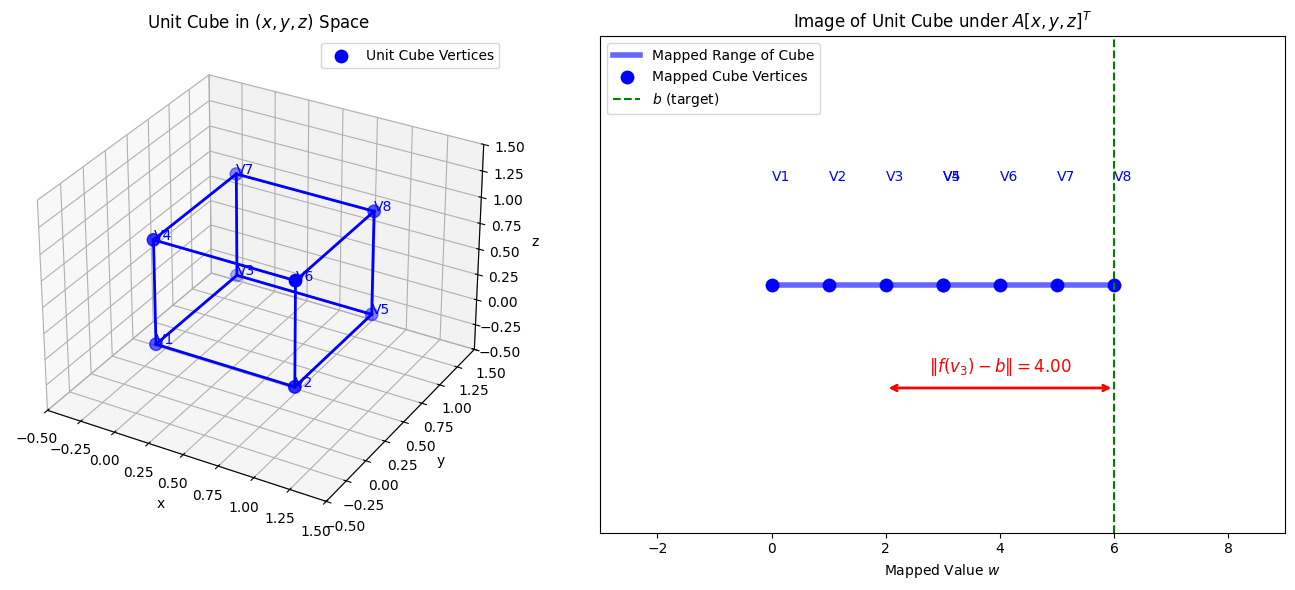 Unit Cube in (x, y, z) Space
Unit Cube Vertices
V7
V8
V4
V3
V6
V5
V1
V2
1.50
1.25
1.00
0.75
0.50
0.25
0.00
−0.25
−0.50
z
1.50
1.25
1.00
0.75
0.50
0.25
0.00
−0.25
−0.50
y
−0.50
−0.25
0.00
0.25
0.50
0.75
1.00
1.25
1.50
x
Image of Unit Cube under A[x, y, z]^T
Mapped Range of Cube
Mapped Cube Vertices
b (target)
V1 V2 V3 V6 V7 V8
‖f(v₃) − b‖ = 4.00
−2 0 2 4 6 8
Mapped Value w